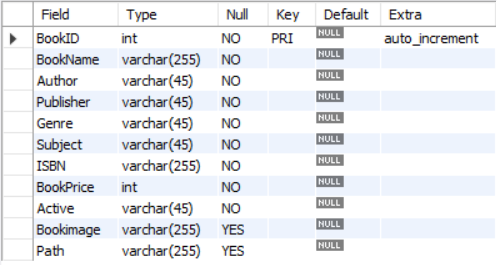 Field Type Null Key Default Extra
BookID int NO PRI NULL auto_increment
BookName varchar(255) NO NULL
Author varchar(45) NO NULL
Publisher varchar(45) NO NULL
Genre varchar(45) NO NULL
Subject varchar(45) NO NULL
ISBN varchar(255) NO NULL
BookPrice int NO NULL
Active varchar(45) NO NULL
Bookimage varchar(255) YES NULL
Path varchar(255) YES NULL